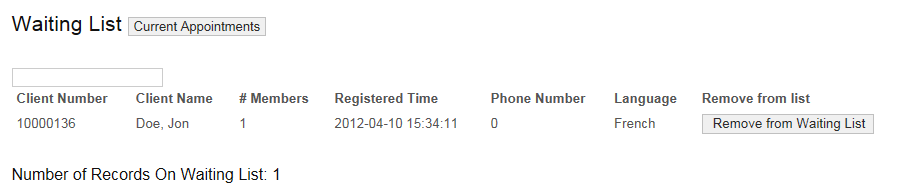 Waiting List Current Appointments
Client Number Client Name # Members Registered Time Phone Number Language Remove from list
10000136 Doe, Jon 1 2012-04-10 15:34:11 0 French Remove from Waiting List
Number of Records On Waiting List: 1